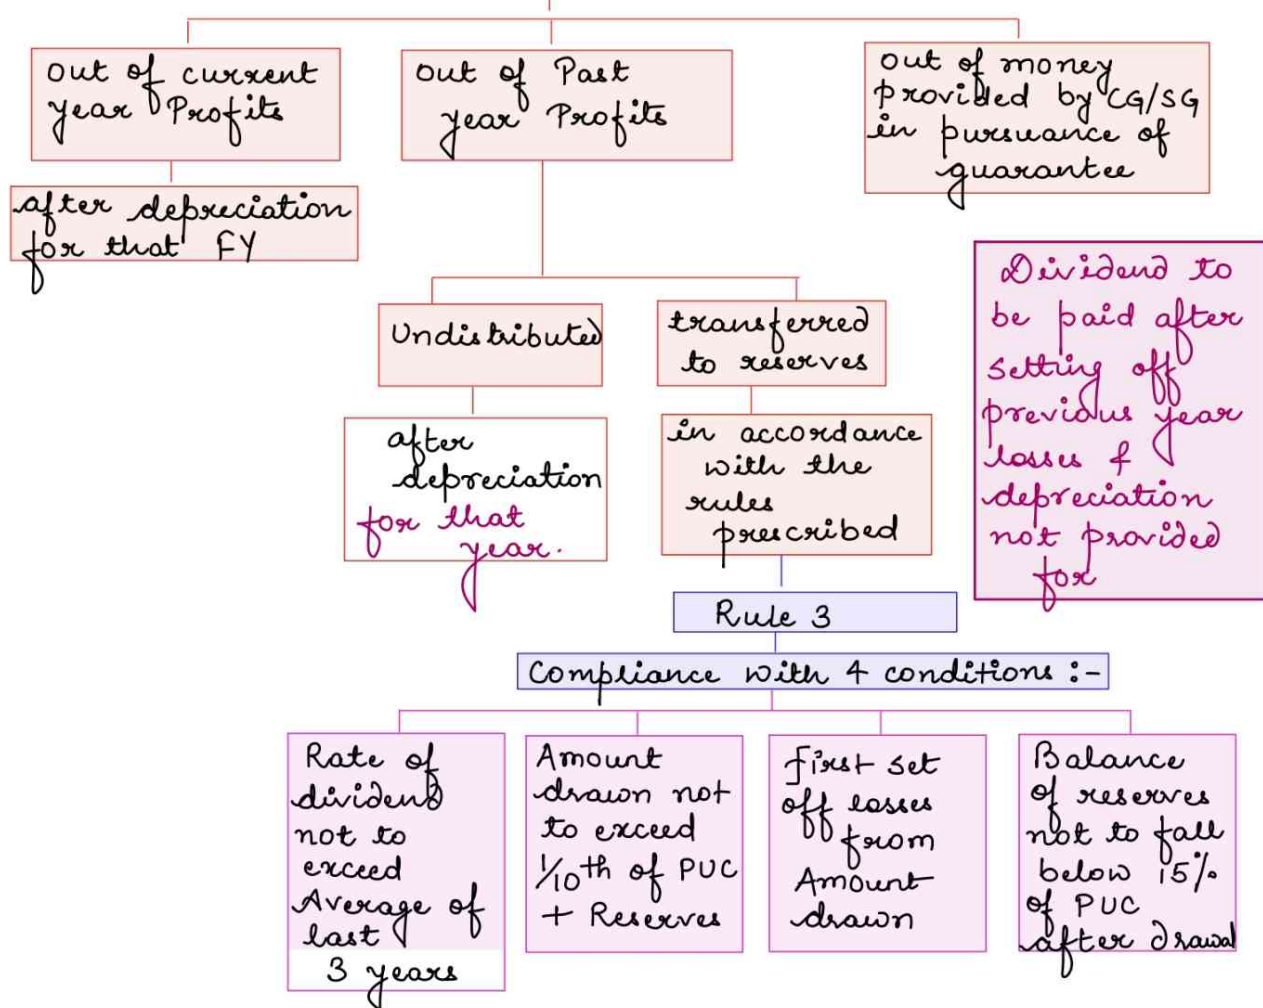 out of current
year Profits
out of Past
year Profits
out of money
provided by CG/SG
in pursuance of
guarantee
after depreciation
for that FY
Undistributed
transferred
to reserves
Dividend to
be paid after
setting off
previous year
losses &
depreciation
not provided
for
after
depreciation
for that
year.
in accordance
with the
rules
prescribed
Rule 3
Compliance with 4 conditions :-
Rate of
dividend
not to
exceed
Average of
last
3 years
Amount
drawn not
to exceed
1/10th of PUC
+ Reserves
First set
off losses
from
Amount
drawn
Balance
of reserves
not to fall
below 15%
of PUC
after drawal